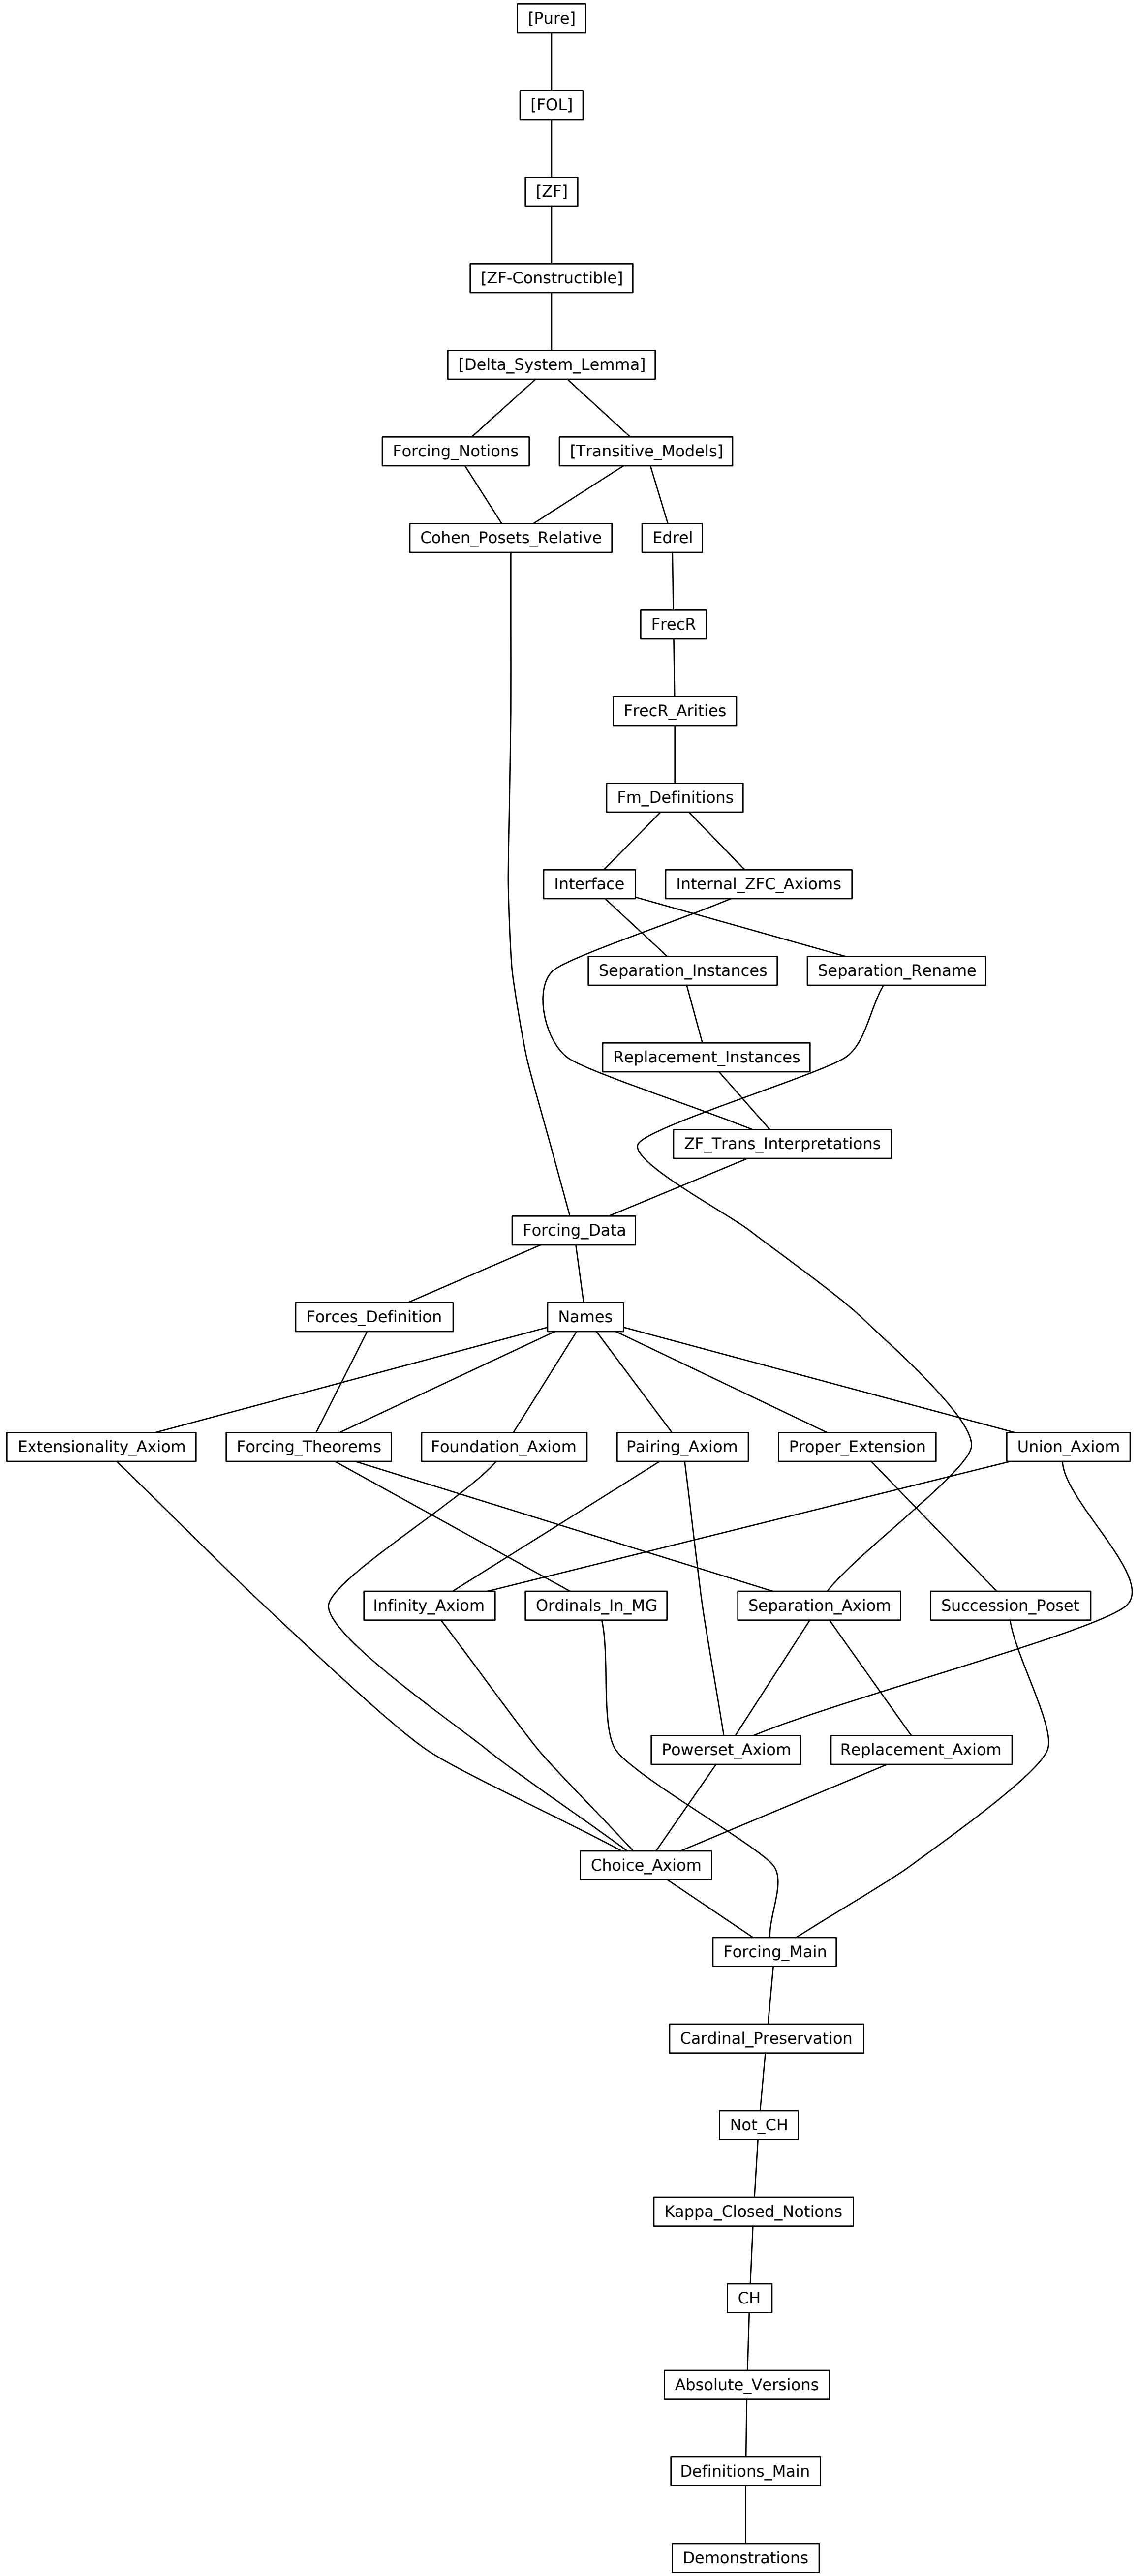 [Pure]
[FOL]
[ZF]
[ZF-Constructible]
[Delta_System_Lemma]
Forcing_Notions
[Transitive_Models]
Cohen_Posets_Relative
Edrel
FrecR
FrecR_Arities
Fm_Definitions
Interface
Internal_ZFC_Axioms
Separation_Instances
Separation_Rename
Replacement_Instances
ZF_Trans_Interpretations
Forcing_Data
Forces_Definition
Names
Extensionality_Axiom
Forcing_Theorems
Foundation_Axiom
Pairing_Axiom
Proper_Extension
Union_Axiom
Infinity_Axiom
Ordinals_In_MG
Separation_Axiom
Succession_Poset
Powerset_Axiom
Replacement_Axiom
Choice_Axiom
Forcing_Main
Cardinal_Preservation
Not_CH
Kappa_Closed_Notions
CH
Absolute_Versions
Definitions_Main
Demonstrations